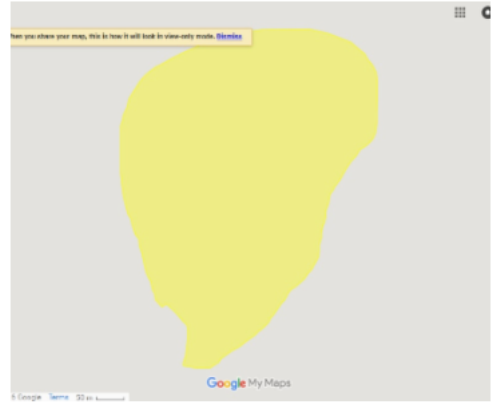 hen you share your map, this is how it will look in view-only mode. Dismiss
Google My Maps
Google Terms 50 m